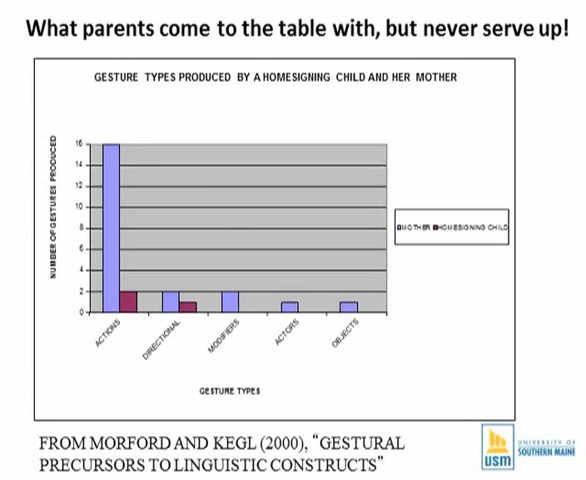 What parents come to the table with, but never serve up!
GESTURE TYPES PRODUCED BY A HOMESIGNING CHILD AND HER MOTHER
NUMBER OF GESTURES PRODUCED
16
14
12
10
8
6
4
2
0
ACTIONS
DIRECTIONAL
MODIFIERS
ACTORS
OBJECTS
GESTURE TYPES
MOTHER HOMESIGNING CHILD
FROM MORFORD AND KEGL (2000), “GESTURAL
PRECURSORS TO LINGUISTIC CONSTRUCTS”
usm
UNIVERSITY OF
SOUTHERN MAINE